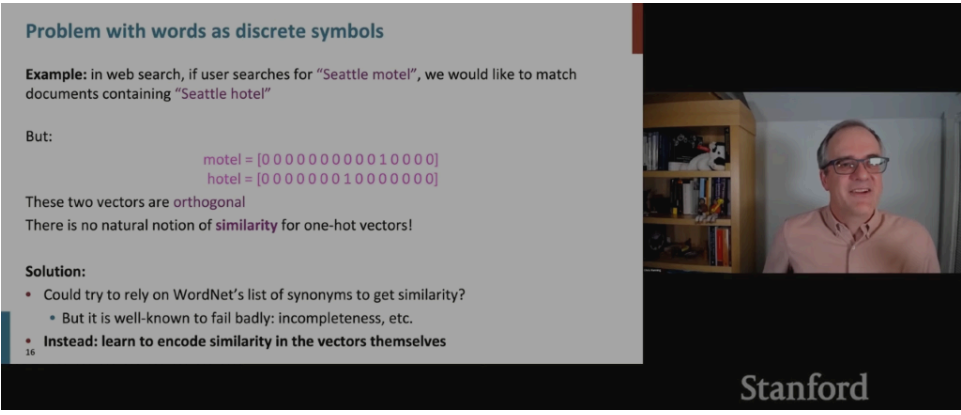 Problem with words as discrete symbols
Example: in web search, if user searches for “Seattle motel”, we would like to match
documents containing “Seattle hotel”
But:
motel = [0 0 0 0 0 0 0 0 0 0 1 0 0 0 0]
hotel = [0 0 0 0 0 0 0 1 0 0 0 0 0 0 0]
These two vectors are orthogonal
There is no natural notion of similarity for one-hot vectors!
Solution:
• Could try to rely on WordNet’s list of synonyms to get similarity?
• But it is well-known to fail badly: incompleteness, etc.
• Instead: learn to encode similarity in the vectors themselves
16
Stanford